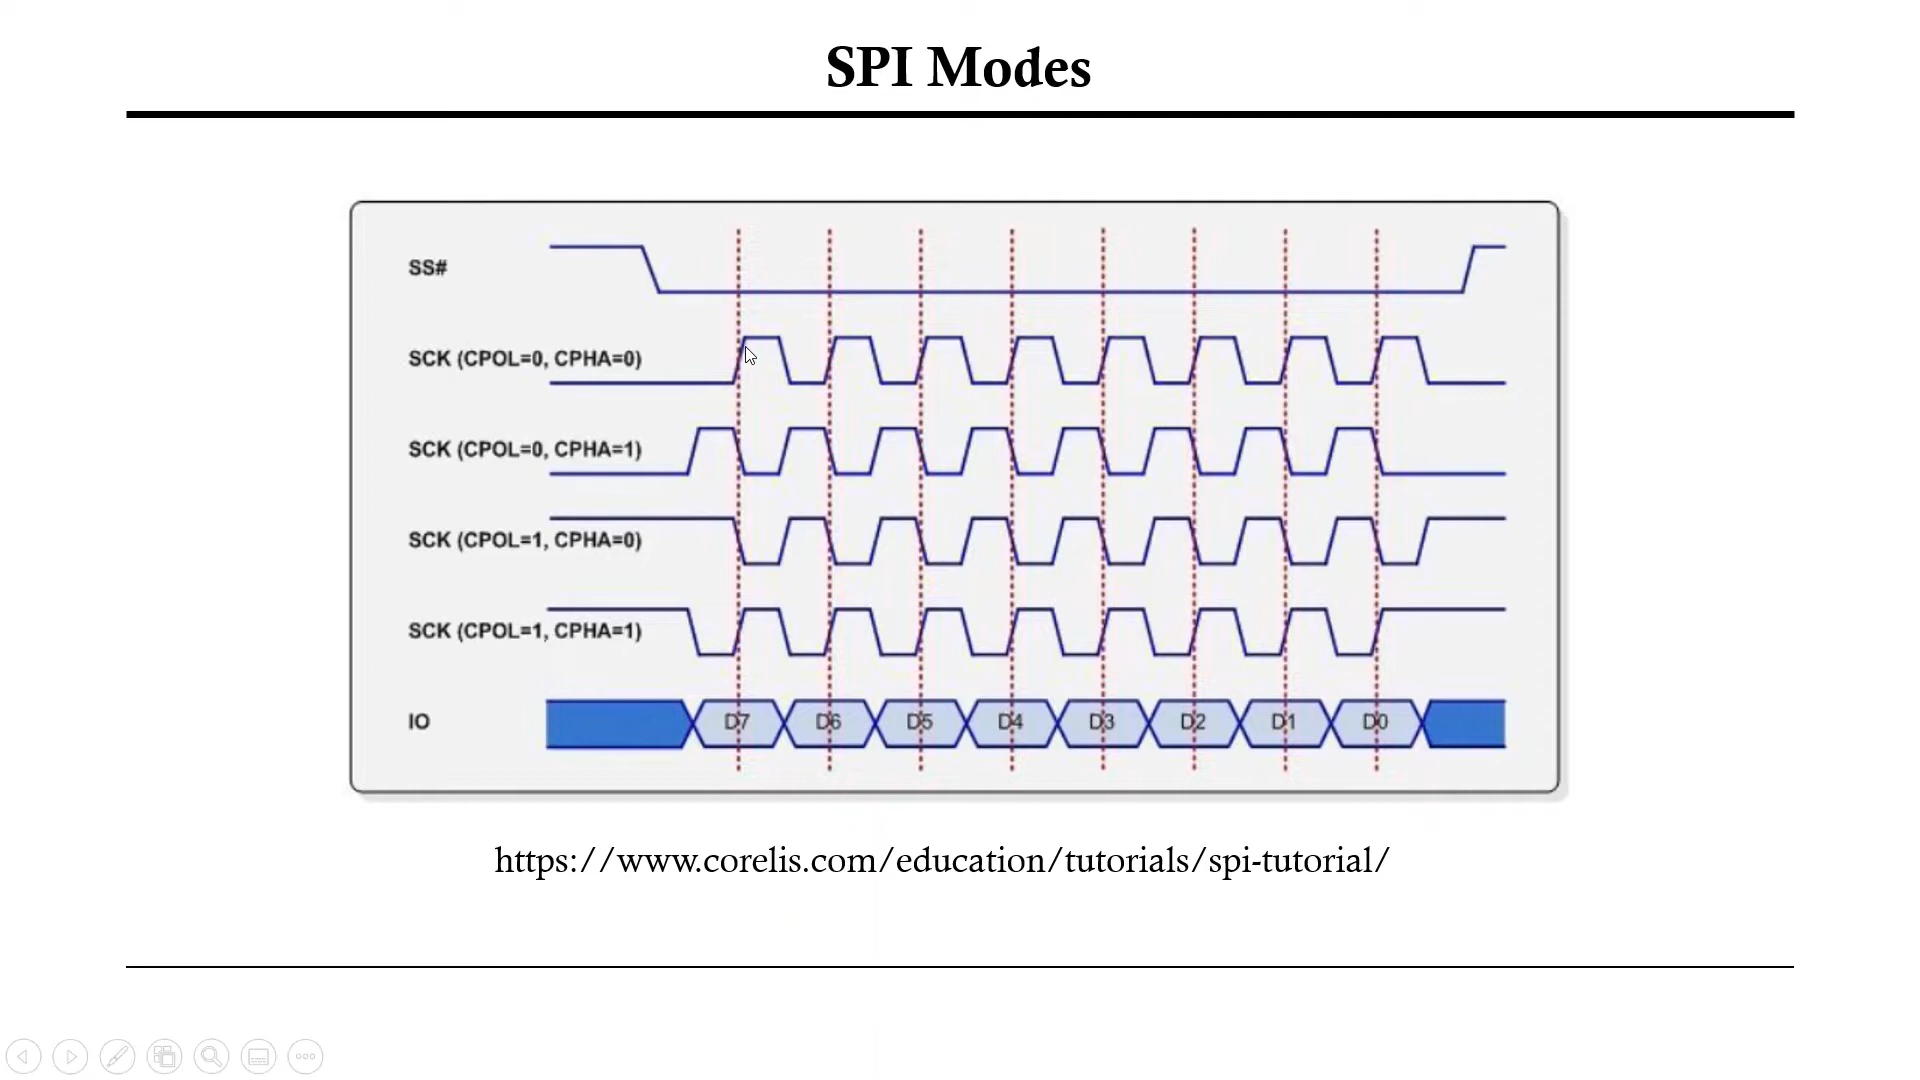 SPI Modes
SS#
SCK (CPOL=0, CPHA=0)
SCK (CPOL=0, CPHA=1)
SCK (CPOL=1, CPHA=0)
SCK (CPOL=1, CPHA=1)
IO D7 D6 D5 D4 D3 D2 D1 D0
https://www.corelis.com/education/tutorials/spi-tutorial/